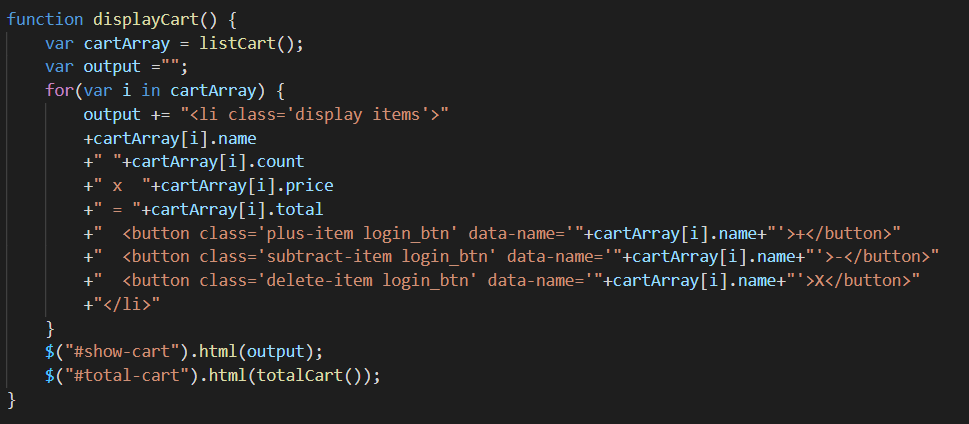 function displayCart() {
    var cartArray = listCart();
    var output ="";
    for(var i in cartArray) {
        output += "<li class='display items'>"
        +cartArray[i].name
        +" "+cartArray[i].count
        +" x  "+cartArray[i].price
        +" = "+cartArray[i].total
        +"  <button class='plus-item login_btn' data-name='"+cartArray[i].name+"'>+</button>"
        +"  <button class='subtract-item login_btn' data-name='"+cartArray[i].name+"'>-</button>"
        +"  <button class='delete-item login_btn' data-name='"+cartArray[i].name+"'>X</button>"
        +"</li>"
    }
    $("#show-cart").html(output);
    $("#total-cart").html(totalCart());
}